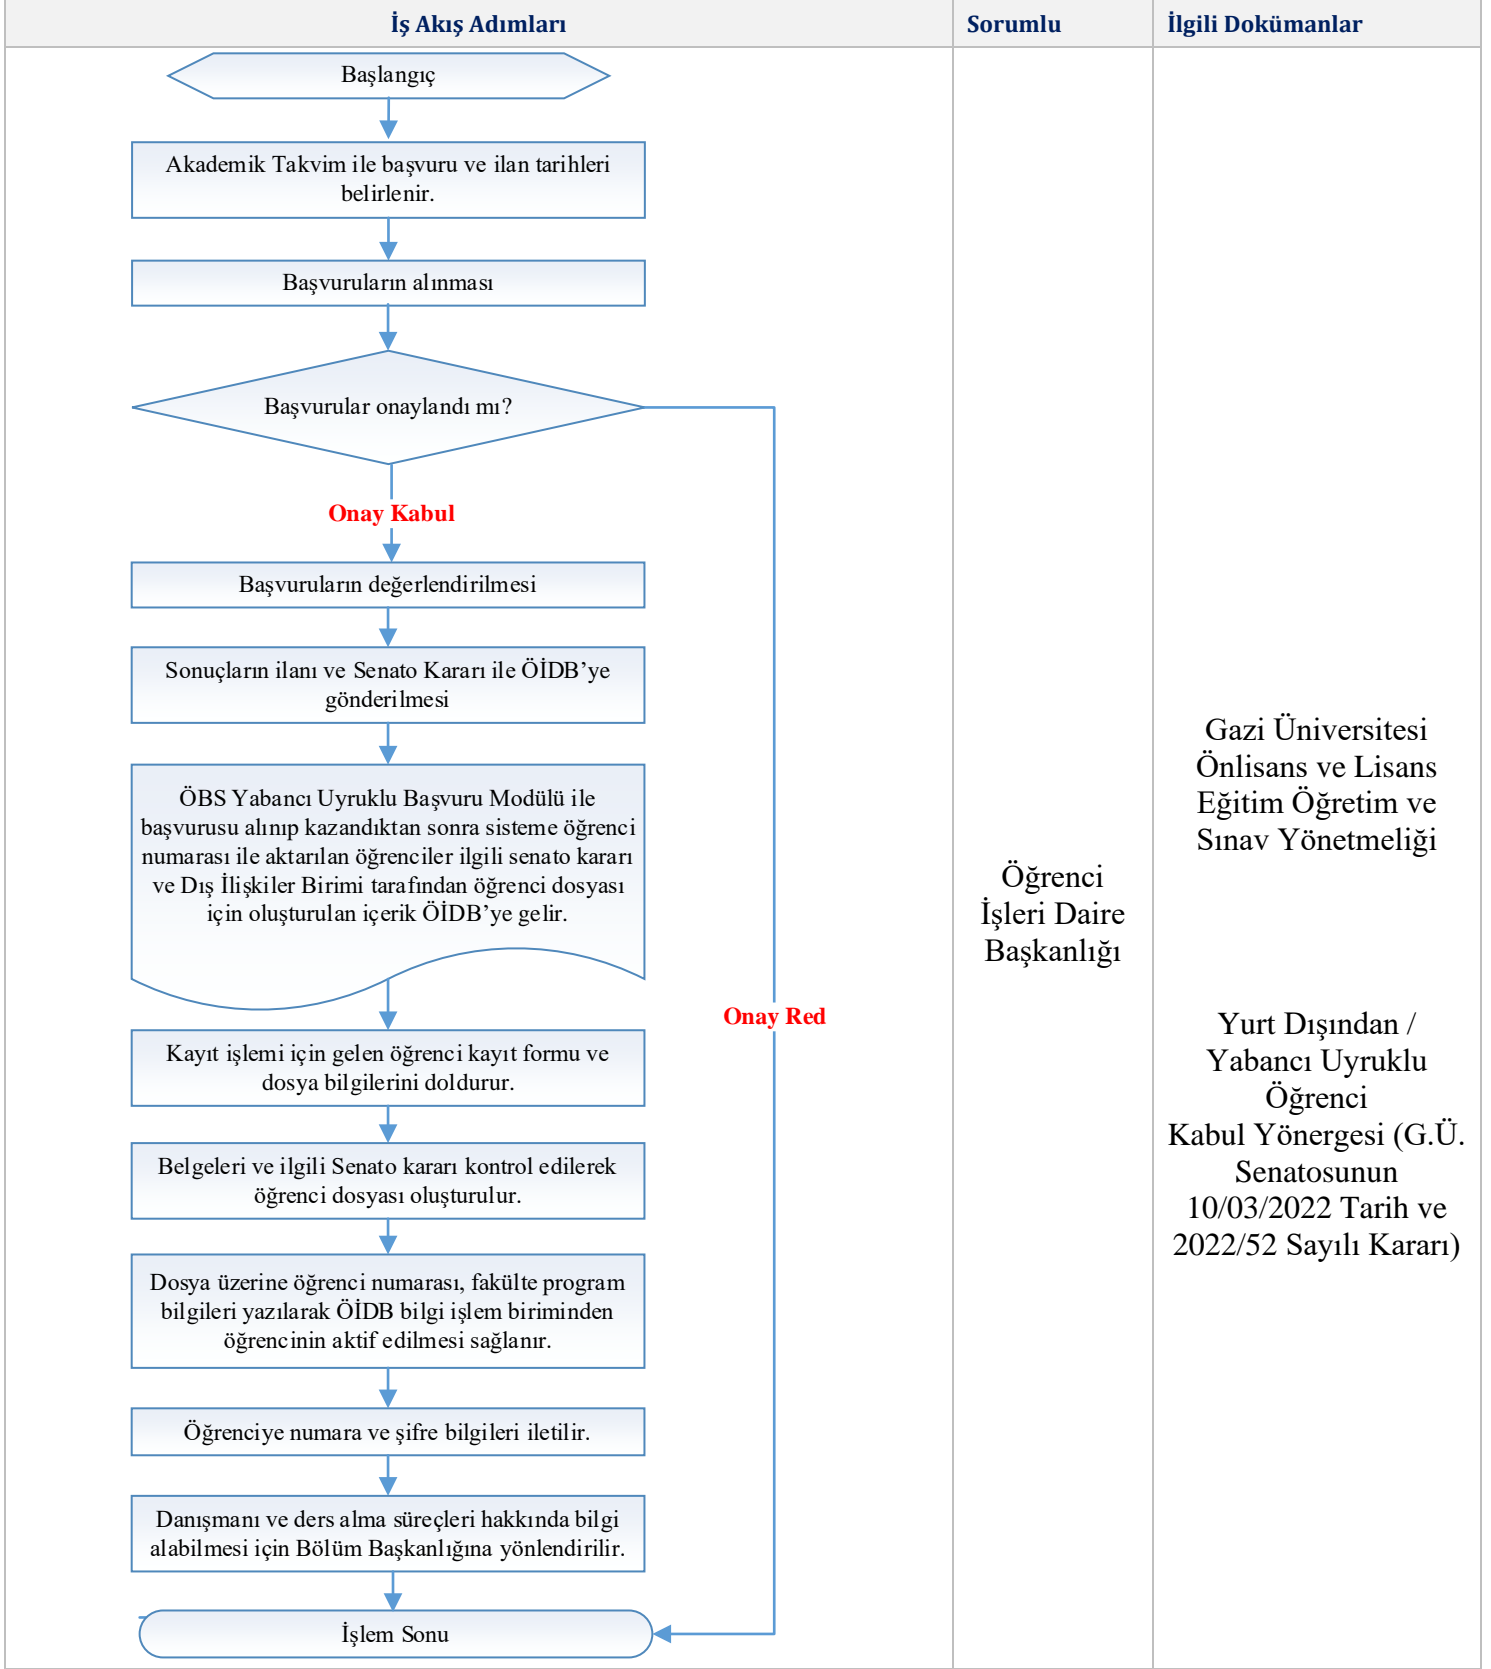 İş Akış Adımları
Sorumlu
İlgili Dokümanlar
Başlangıç
Akademik Takvim ile başvuru ve ilan tarihleri
belirlenir.
Başvuruların alınması
Başvurular onaylandı mı?
Onay Kabul
Başvuruların değerlendirilmesi
Sonuçların ilanı ve Senato Kararı ile ÖİDB’ye
gönderilmesi
ÖBS Yabancı Uyruklu Başvuru Modülü ile
başvurusu alınıp kazandıktan sonra sisteme öğrenci
numarası ile aktarılan öğrenciler ilgili senato kararı
ve Dış İlişkiler Birimi tarafından öğrenci dosyası
için oluşturulan içerik ÖİDB’ye gelir.
Onay Red
Kayıt işlemi için gelen öğrenci kayıt formu ve
dosya bilgilerini doldurur.
Belgeleri ve ilgili Senato kararı kontrol edilerek
öğrenci dosyası oluşturulur.
Dosya üzerine öğrenci numarası, fakülte program
bilgileri yazılarak ÖİDB bilgi işlem biriminden
öğrencinin aktif edilmesi sağlanır.
Öğrenciye numara ve şifre bilgileri iletilir.
Danışmanı ve ders alma süreçleri hakkında bilgi
alabilmesi için Bölüm Başkanlığına yönlendirilir.
İşlem Sonu
Öğrenci
İşleri Daire
Başkanlığı
Gazi Üniversitesi
Önlisans ve Lisans
Eğitim Öğretim ve
Sınav Yönetmeliği
Yurt Dışından /
Yabancı Uyruklu
Öğrenci
Kabul Yönergesi (G.Ü.
Senatosunun
10/03/2022 Tarih ve
2022/52 Sayılı Kararı)